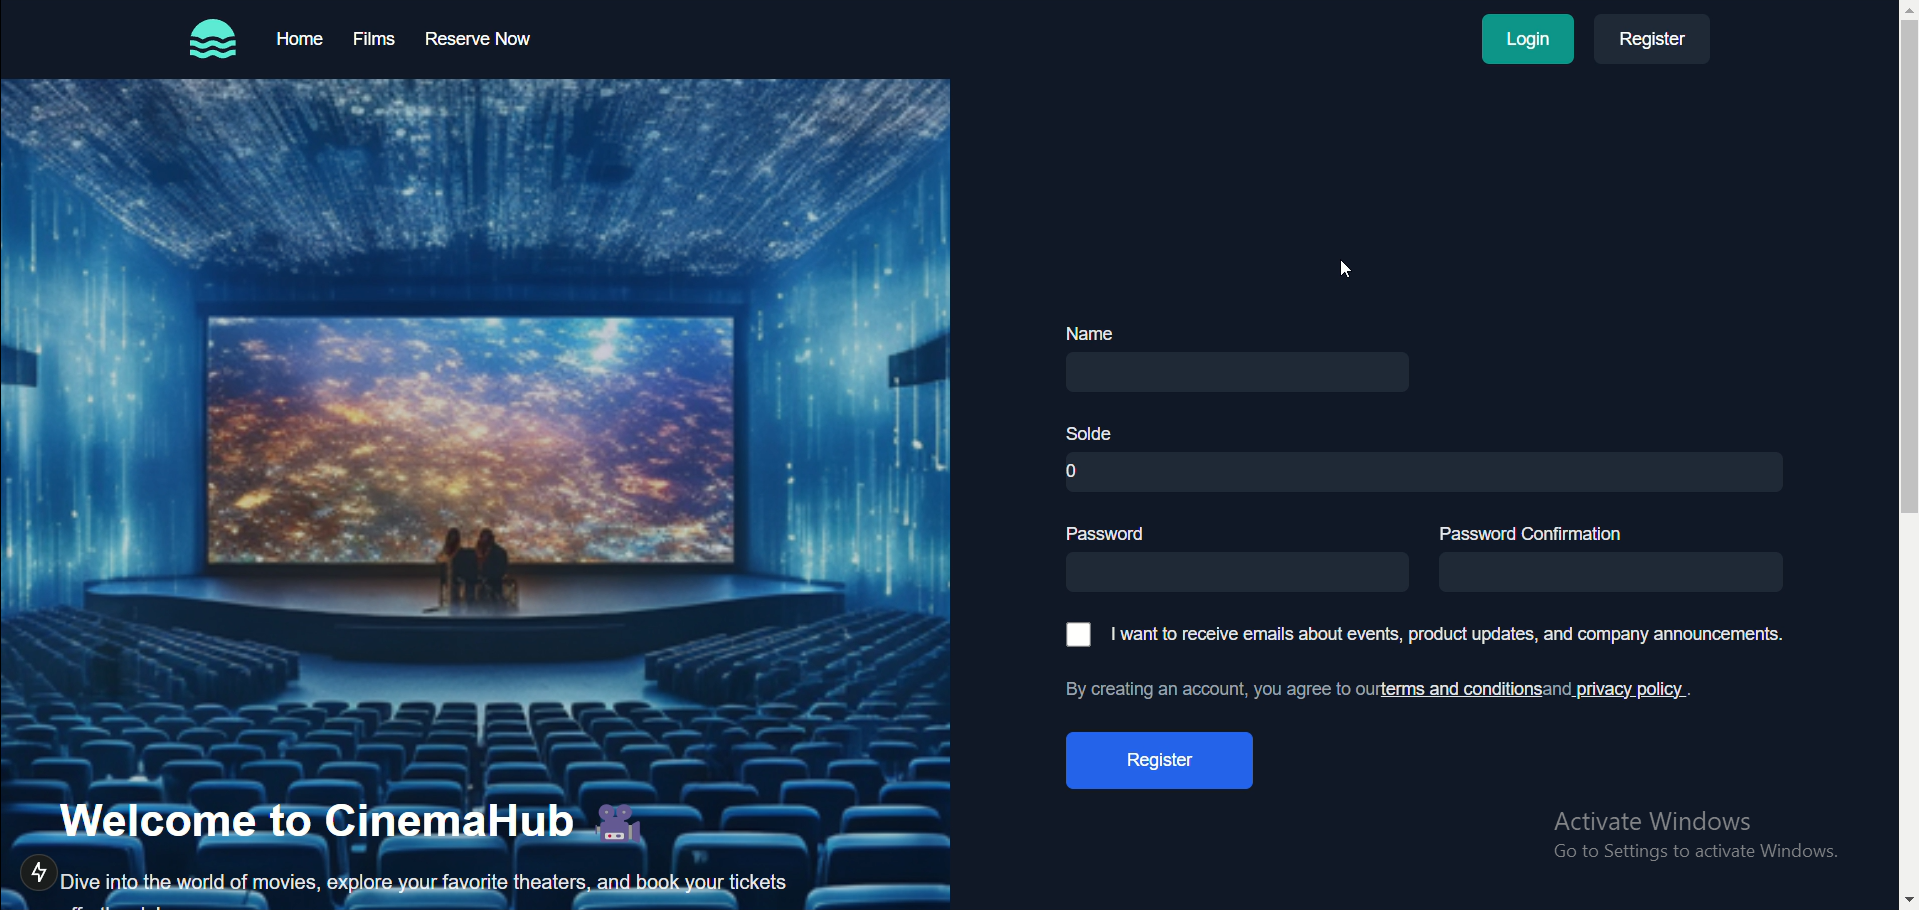 Home Films Reserve Now Login Register
Name
Solde
0
Password Password Confirmation
I want to receive emails about events, product updates, and company announcements.
By creating an account, you agree to ourterms and conditionsand privacy policy .
Register
Welcome to CinemaHub
Dive into the world of movies, explore your favorite theaters, and book your tickets
Activate Windows
Go to Settings to activate Windows.